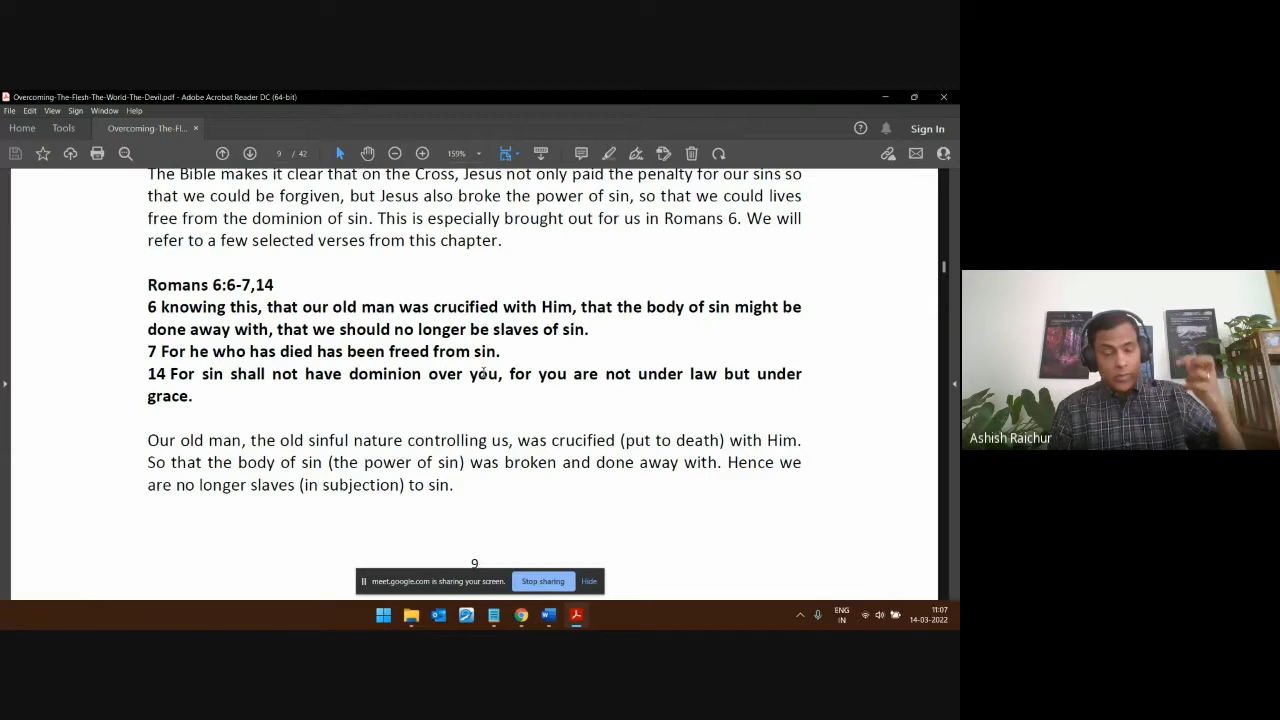 Overcoming-The-Flesh-The-World-The-Devil.pdf - Adobe Acrobat Reader DC (64-bit)
File Edit View Sign Window Help
Home Tools Overcoming-The-Fl... × Sign In
9 / 42 159%
The Bible makes it clear that on the Cross, Jesus not only paid the penalty for our sins so
that we could be forgiven, but Jesus also broke the power of sin, so that we could lives
free from the dominion of sin. This is especially brought out for us in Romans 6. We will
refer to a few selected verses from this chapter.
Romans 6:6-7,14
6 knowing this, that our old man was crucified with Him, that the body of sin might be
done away with, that we should no longer be slaves of sin.
7 For he who has died has been freed from sin.
14 For sin shall not have dominion over you, for you are not under law but under
grace.
Our old man, the old sinful nature controlling us, was crucified (put to death) with Him.
So that the body of sin (the power of sin) was broken and done away with. Hence we
are no longer slaves (in subjection) to sin.
9
meet.google.com is sharing your screen. Stop sharing Hide
ENG
IN
11:07
14-03-2022
Ashish Raichur